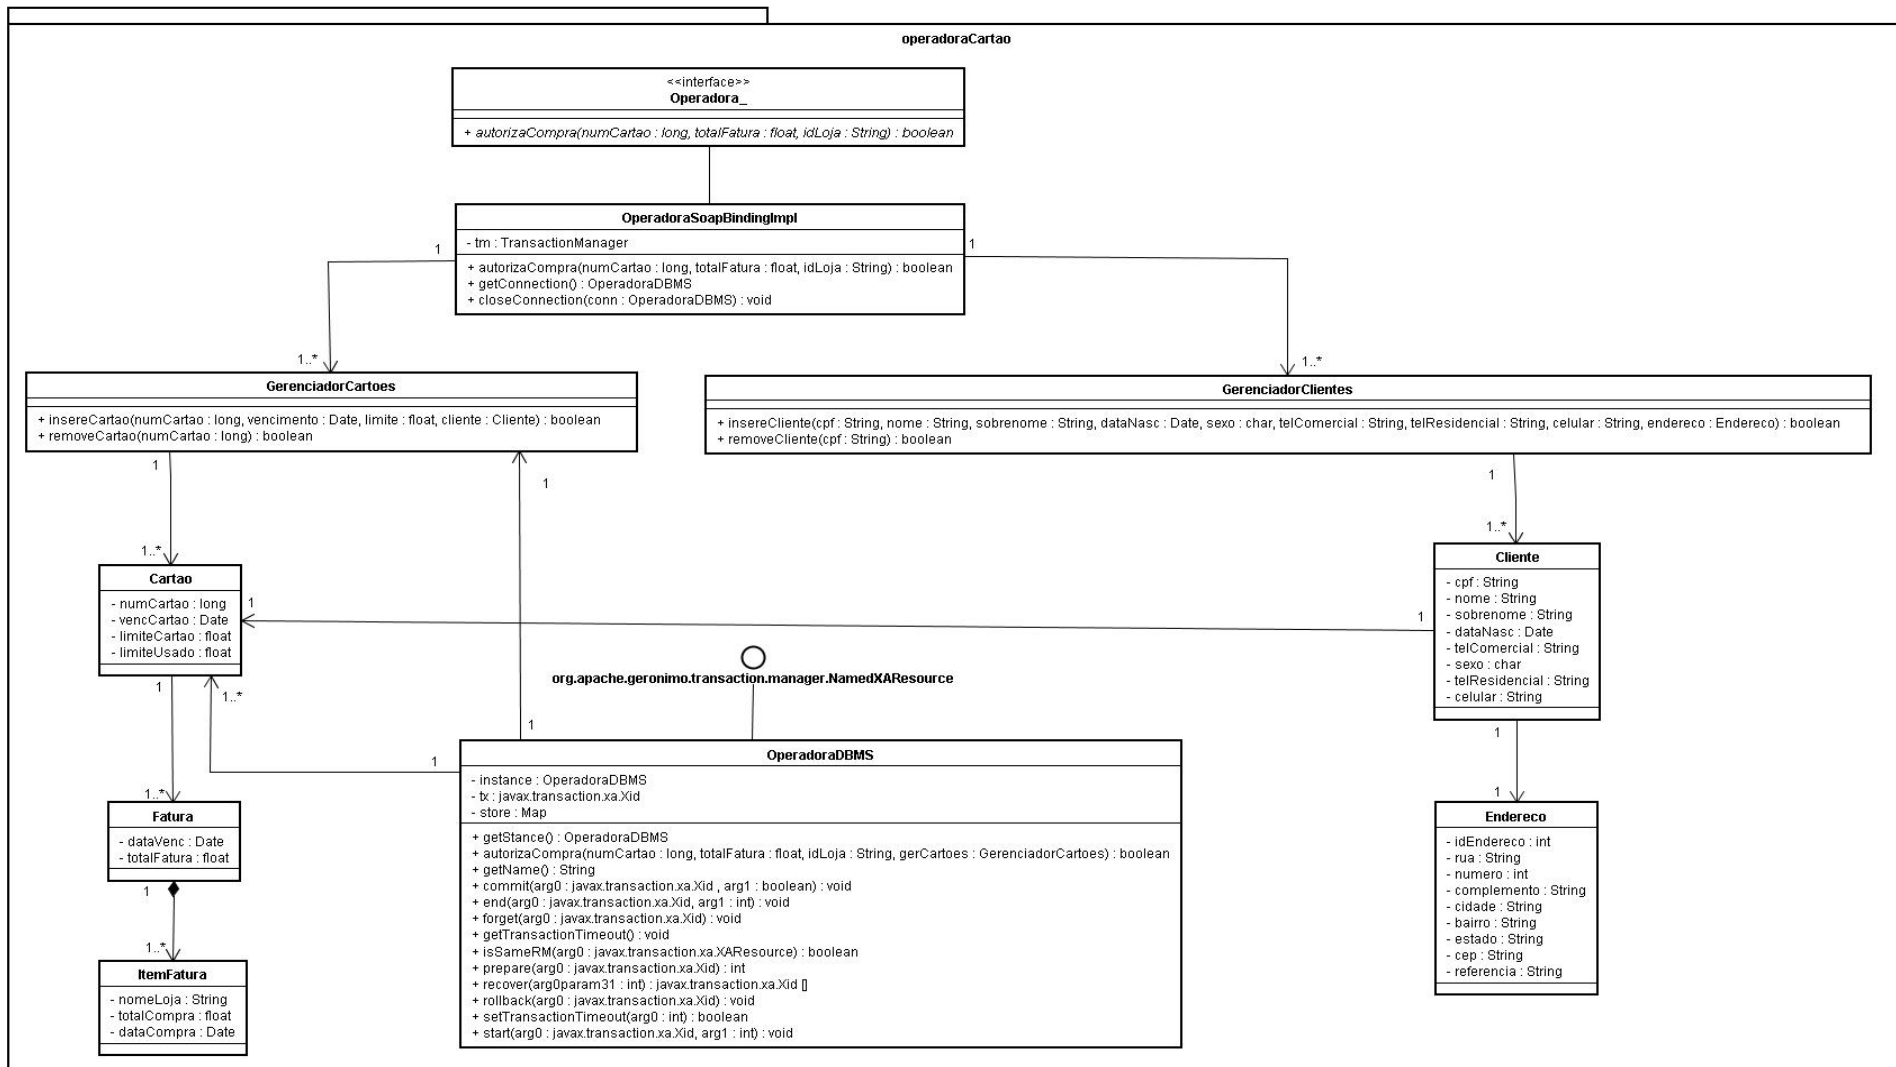 operadoraCartao
<<interface>>
Operadora_
+ autorizaCompra(numCartao : long, totalFatura : float, idLoja : String) : boolean
OperadoraSoapBindingImpl
- tm : TransactionManager
+ autorizaCompra(numCartao : long, totalFatura : float, idLoja : String) : boolean
+ getConnection() : OperadoraDBMS
+ closeConnection(conn : OperadoraDBMS) : void
1
1
1..*
1..*
GerenciadorCartoes
+ insereCartao(numCartao : long, vencimento : Date, limite : float, cliente : Cliente) : boolean
+ removeCartao(numCartao : long) : boolean
GerenciadorClientes
+ insereCliente(cpf : String, nome : String, sobrenome : String, dataNasc : Date, sexo : char, telComercial : String, telResidencial : String, celular : String, endereco : Endereco) : boolean
+ removeCliente(cpf : String) : boolean
1
1
1
1..*
1..*
Cartao
- numCartao : long
- vencCartao : Date
- limiteCartao : float
- limiteUsado : float
1
1
Cliente
- cpf : String
- nome : String
- sobrenome : String
- dataNasc : Date
- telComercial : String
- sexo : char
- telResidencial : String
- celular : String
org.apache.geronimo.transaction.manager.NamedXAResource
1
1..*
1
1
1
OperadoraDBMS
- instance : OperadoraDBMS
- tx : javax.transaction.xa.Xid
- store : Map
+ getStance() : OperadoraDBMS
+ autorizaCompra(numCartao : long, totalFatura : float, idLoja : String, gerCartoes : GerenciadorCartoes) : boolean
+ getName() : String
+ commit(arg0 : javax.transaction.xa.Xid , arg1 : boolean) : void
+ end(arg0 : javax.transaction.xa.Xid, arg1 : int) : void
+ forget(arg0 : javax.transaction.xa.Xid) : void
+ getTransactionTimeout() : void
+ isSameRM(arg0 : javax.transaction.xa.XAResource) : boolean
+ prepare(arg0 : javax.transaction.xa.Xid) : int
+ recover(arg0param31 : int) : javax.transaction.xa.Xid []
+ rollback(arg0 : javax.transaction.xa.Xid) : void
+ setTransactionTimeout(arg0 : int) : boolean
+ start(arg0 : javax.transaction.xa.Xid, arg1 : int) : void
1..*
Fatura
- dataVenc : Date
- totalFatura : float
1
1..*
ItemFatura
- nomeLoja : String
- totalCompra : float
- dataCompra : Date
1
Endereco
- idEndereco : int
- rua : String
- numero : int
- complemento : String
- cidade : String
- bairro : String
- estado : String
- cep : String
- referencia : String